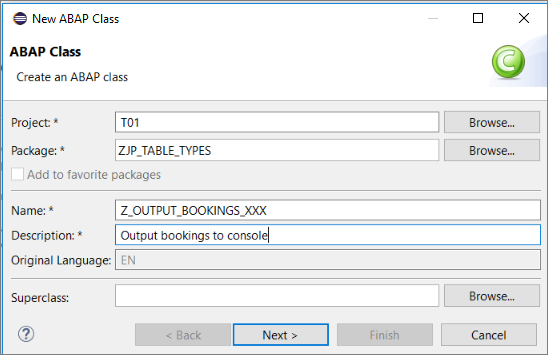 New ABAP Class
ABAP Class
Create an ABAP class
Project: * T01 Browse...
Package: * ZJP_TABLE_TYPES Browse...
Add to favorite packages
Name: * Z_OUTPUT_BOOKINGS_XXX
Description: * Output bookings to console
Original Language: EN
Superclass: Browse...
? < Back Next > Finish Cancel